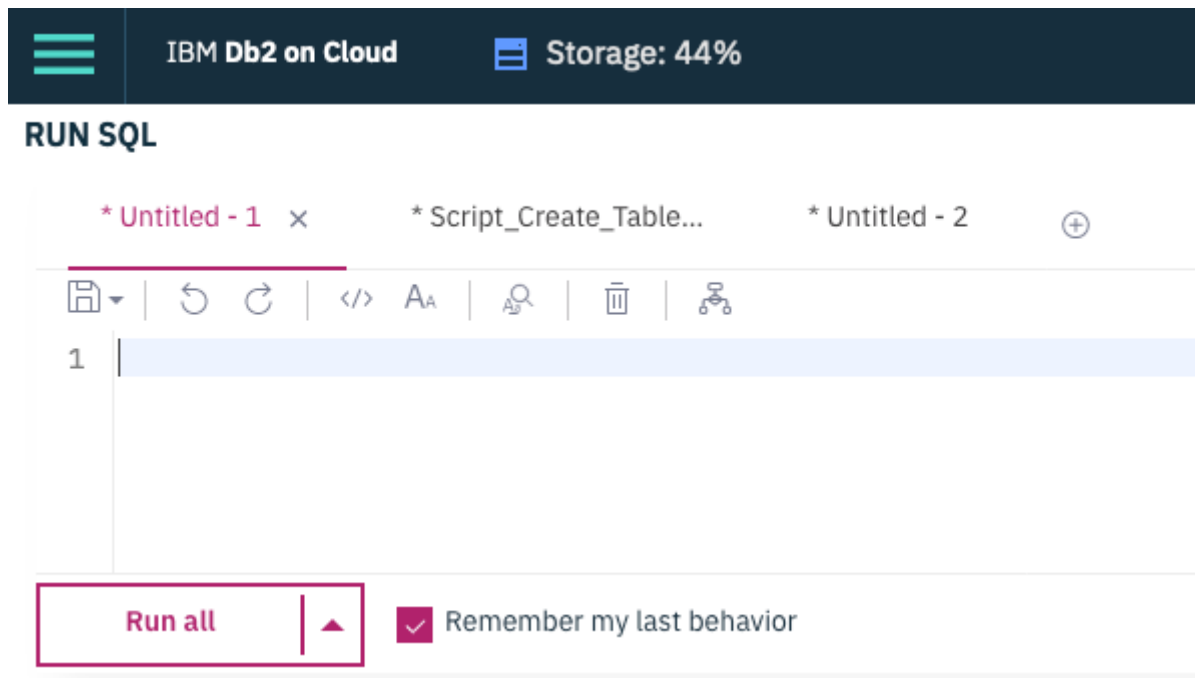 IBM Db2 on Cloud Storage: 44%
RUN SQL
* Untitled - 1 × * Script_Create_Table... * Untitled - 2
</> AA
1
Run all Remember my last behavior